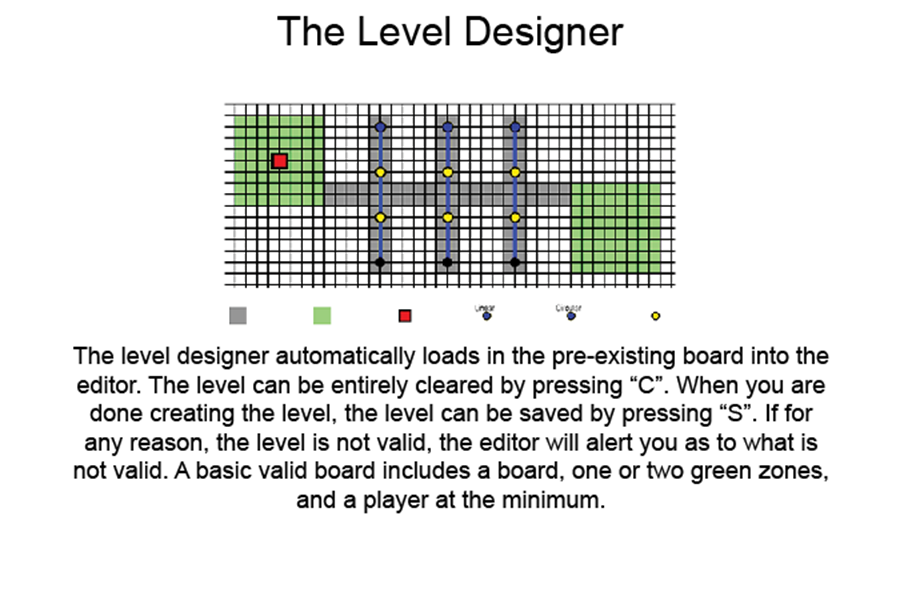 The Level Designer
Linear
Circular
The level designer automatically loads in the pre-existing board into the
editor. The level can be entirely cleared by pressing “C”. When you are
done creating the level, the level can be saved by pressing “S”. If for
any reason, the level is not valid, the editor will alert you as to what is
not valid. A basic valid board includes a board, one or two green zones,
and a player at the minimum.